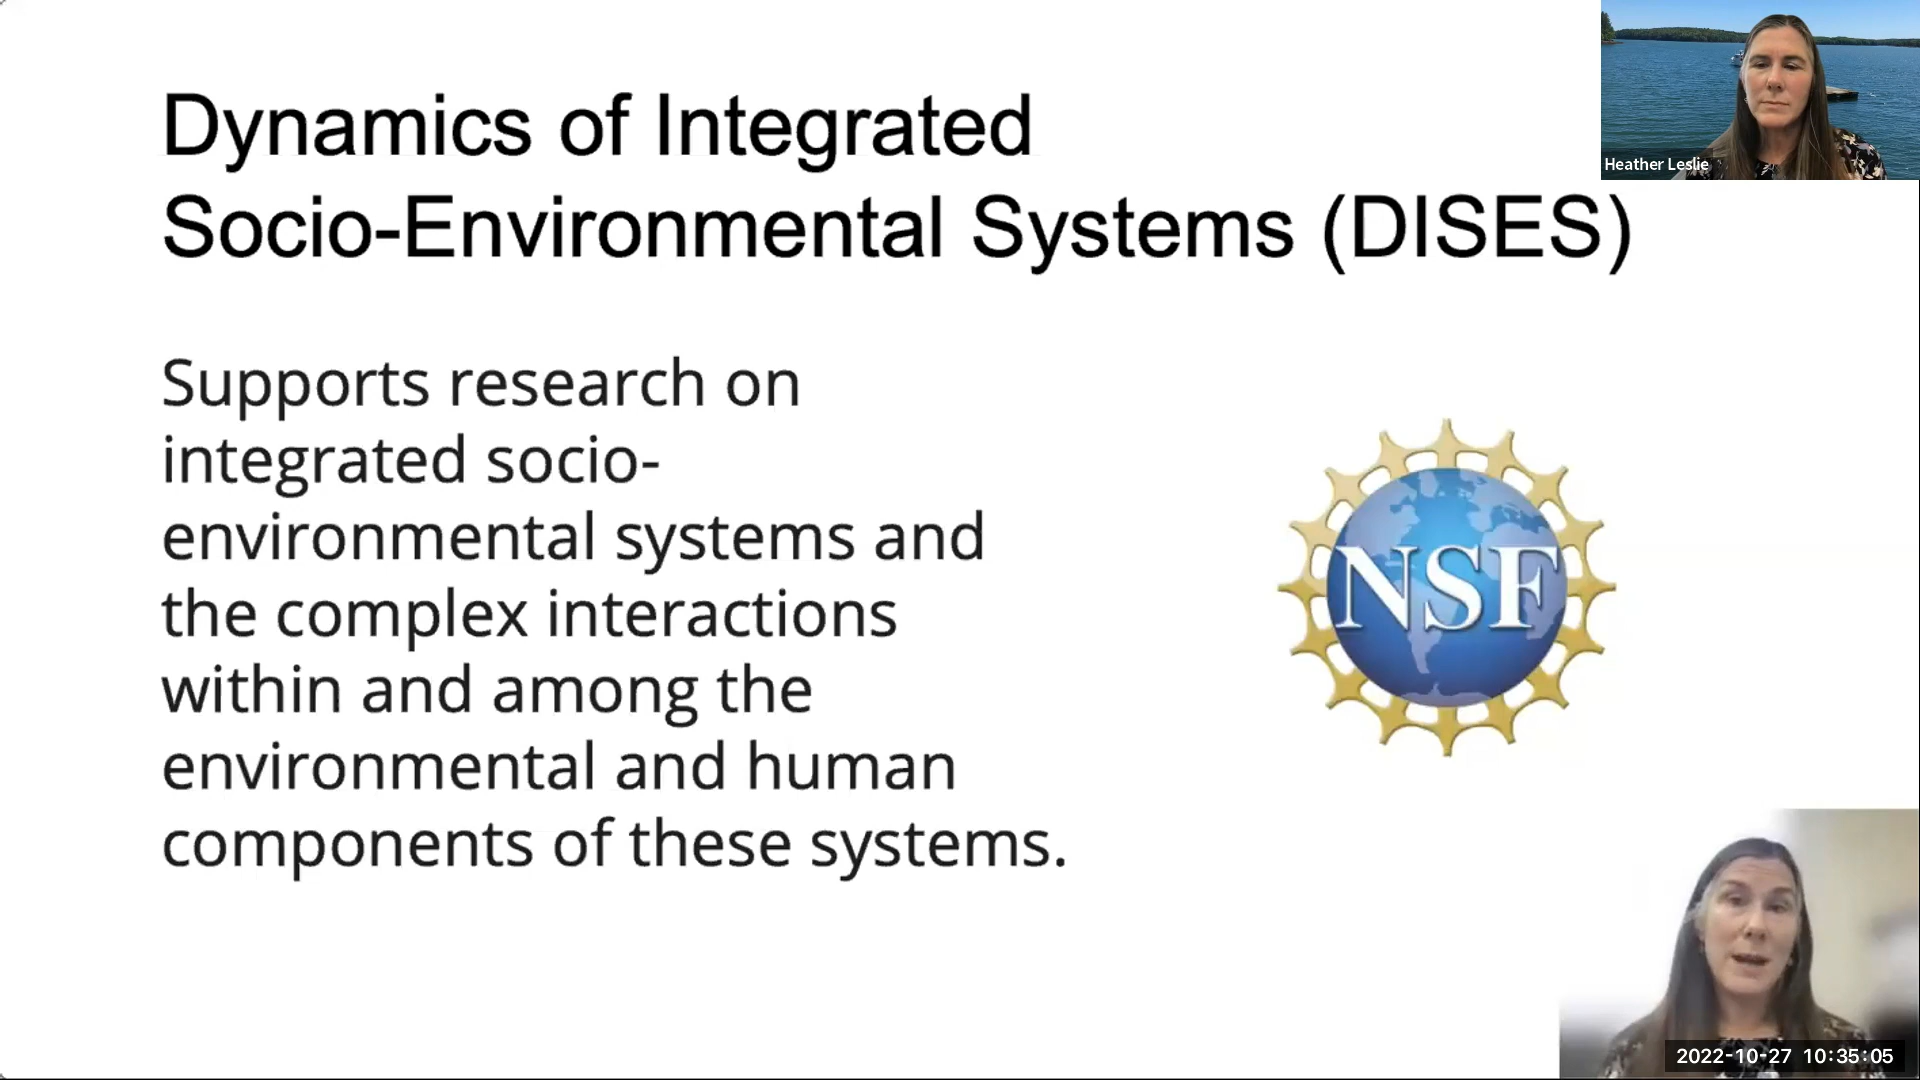 Dynamics of Integrated
Socio-Environmental Systems (DISES)
Heather Leslie
Supports research on
integrated socio-
environmental systems and
the complex interactions
within and among the
environmental and human
components of these systems.
NSF
2022-10-27 10:35:05